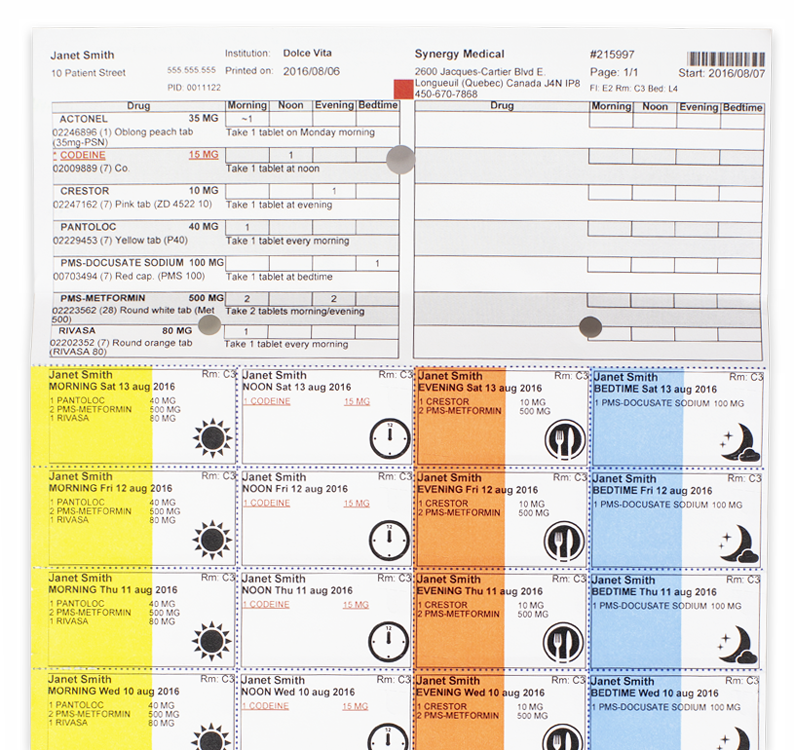 Janet Smith
10 Patient Street
555 555 555
PID: 0011122
Institution: Dolce Vita
Printed on: 2016/08/06
Synergy Medical
2600 Jacques-Cartier Blvd E.
Longueuil (Quebec) Canada J4N IP8
450-670-7868
#215997
Page: 1/1
Start: 2016/08/07
Fl: E2 Rm: C3 Bed: L4
Drug Morning Noon Evening Bedtime
ACTONEL 35 MG ~1
02246896 (1) Oblong peach tab Take 1 tablet on Monday morning
(35mg-PSN)
* CODEINE 15 MG 1
02009889 (7) Co. Take 1 tablet at noon
CRESTOR 10 MG 1
02247162 (7) Pink tab (ZD 4522 10) Take 1 tablet at evening
PANTOLOC 40 MG 1
02229453 (7) Yellow tab (P40) Take 1 tablet every morning
PMS-DOCUSATE SODIUM 100 MG 1
00703494 (7) Red cap. (PMS 100) Take 1 tablet at bedtime
PMS-METFORMIN 500 MG 2 2
02223562 (28) Round white tab (Met Take 2 tablets morning/evening
500)
RIVASA 80 MG 1
02202352 (7) Round orange tab Take 1 tablet every morning
(RIVASA 80)
Drug Morning Noon Evening Bedtime
Janet Smith Rm: C3
MORNING Sat 13 aug 2016
1 PANTOLOC 40 MG
2 PMS-METFORMIN 500 MG
1 RIVASA 80 MG
Janet Smith Rm: C3
NOON Sat 13 aug 2016
1 CODEINE 15 MG
12
Janet Smith Rm: C3
EVENING Sat 13 aug 2016
1 CRESTOR 10 MG
2 PMS-METFORMIN 500 MG
Janet Smith Rm: C3
BEDTIME Sat 13 aug 2016
1 PMS-DOCUSATE SODIUM 100 MG
Janet Smith Rm: C3
MORNING Fri 12 aug 2016
1 PANTOLOC 40 MG
2 PMS-METFORMIN 500 MG
1 RIVASA 80 MG
Janet Smith Rm: C3
NOON Fri 12 aug 2016
1 CODEINE 15 MG
12
Janet Smith Rm: C3
EVENING Fri 12 aug 2016
1 CRESTOR 10 MG
2 PMS-METFORMIN 500 MG
Janet Smith Rm: C3
BEDTIME Fri 12 aug 2016
1 PMS-DOCUSATE SODIUM 100 MG
Janet Smith Rm: C3
MORNING Thu 11 aug 2016
1 PANTOLOC 40 MG
2 PMS-METFORMIN 500 MG
1 RIVASA 80 MG
Janet Smith Rm: C3
NOON Thu 11 aug 2016
1 CODEINE 15 MG
12
Janet Smith Rm: C3
EVENING Thu 11 aug 2016
1 CRESTOR 10 MG
2 PMS-METFORMIN 500 MG
Janet Smith Rm: C3
BEDTIME Thu 11 aug 2016
1 PMS-DOCUSATE SODIUM 100 MG
Janet Smith Rm: C3
MORNING Wed 10 aug 2016
1 PANTOLOC 40 MG
2 PMS-METFORMIN 500 MG
1 RIVASA 80 MG
Janet Smith Rm: C3
NOON Wed 10 aug 2016
1 CODEINE 15 MG
12
Janet Smith Rm: C3
EVENING Wed 10 aug 2016
1 CRESTOR 10 MG
2 PMS-METFORMIN 500 MG
Janet Smith Rm: C3
BEDTIME Wed 10 aug 2016
1 PMS-DOCUSATE SODIUM 100 MG